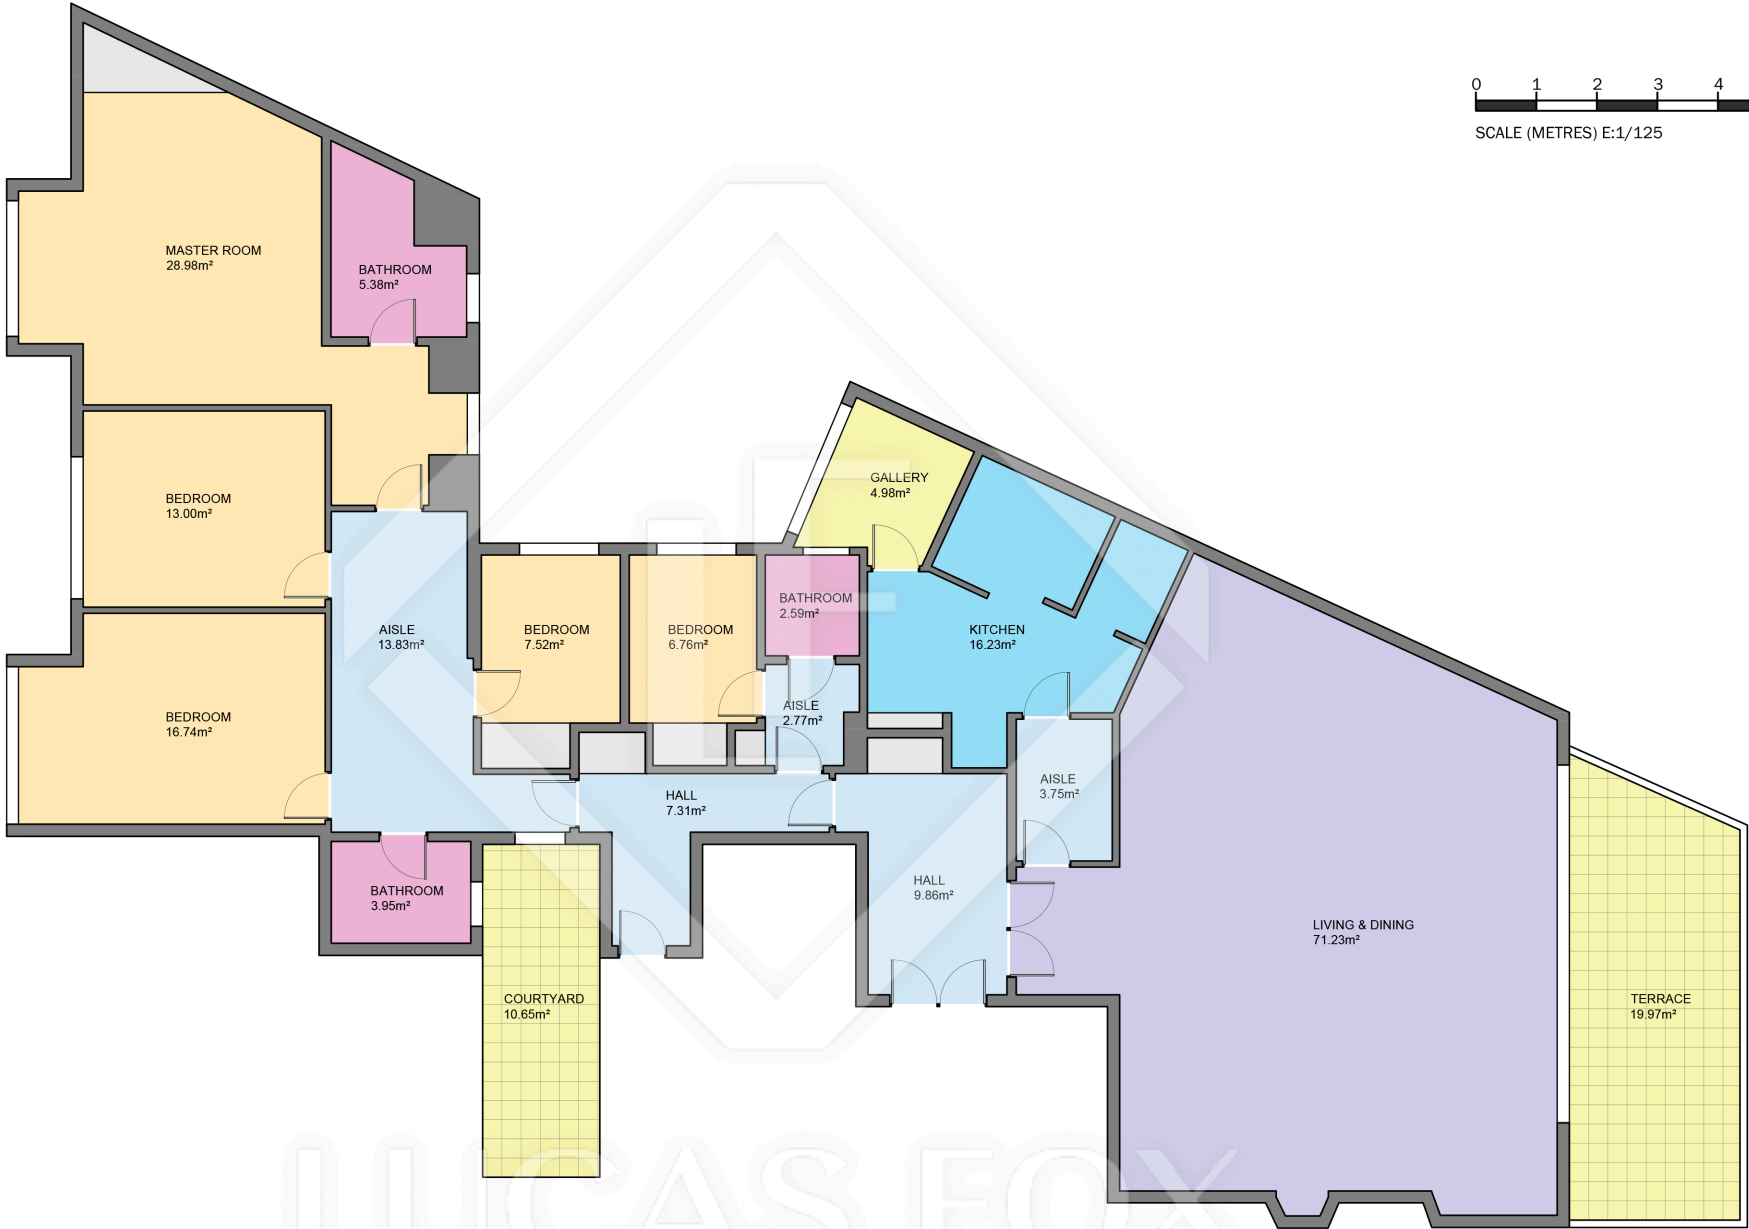 0 1 2 3 4
SCALE (METRES) E:1/125
MASTER ROOM
28.98m²
BATHROOM
5.38m²
BEDROOM
13.00m²
GALLERY
4.98m²
AISLE
13.83m²
BEDROOM
7.52m²
BEDROOM
6.76m²
BATHROOM
2.59m²
KITCHEN
16.23m²
BEDROOM
16.74m²
AISLE
2.77m²
AISLE
3.75m²
HALL
7.31m²
BATHROOM
3.95m²
HALL
9.86m²
LIVING & DINING
71.23m²
COURTYARD
10.65m²
TERRACE
19.97m²
LUCAS FOX